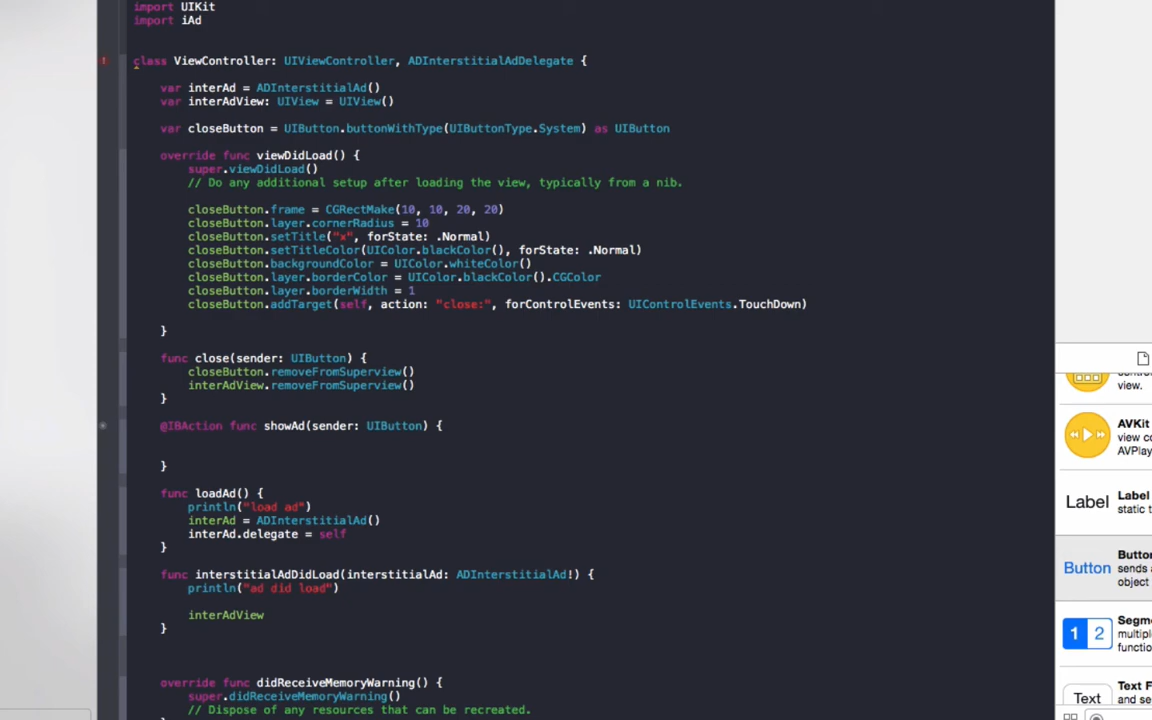 import UIKit
import iAd
class ViewController: UIViewController, ADInterstitialAdDelegate {
var interAd = ADInterstitialAd()
var interAdView: UIView = UIView()
var closeButton = UIButton.buttonWithType(UIButtonType.System) as UIButton
override func viewDidLoad() {
super.viewDidLoad()
// Do any additional setup after loading the view, typically from a nib.
closeButton.frame = CGRectMake(10, 10, 20, 20)
closeButton.layer.cornerRadius = 10
closeButton.setTitle("x", forState: .Normal)
closeButton.setTitleColor(UIColor.blackColor(), forState: .Normal)
closeButton.backgroundColor = UIColor.whiteColor()
closeButton.layer.borderColor = UIColor.blackColor().CGColor
closeButton.layer.borderWidth = 1
closeButton.addTarget(self, action: "close:", forControlEvents: UIControlEvents.TouchDown)
}
func close(sender: UIButton) {
closeButton.removeFromSuperview()
interAdView.removeFromSuperview()
}
@IBAction func showAd(sender: UIButton) {
}
func loadAd() {
println("load ad")
interAd = ADInterstitialAd()
interAd.delegate = self
}
func interstitialAdDidLoad(interstitialAd: ADInterstitialAd!) {
println("ad did load")
interAdView
}
override func didReceiveMemoryWarning() {
super.didReceiveMemoryWarning()
// Dispose of any resources that can be recreated.
view.
AVKit
view co
AVPlay
Label
Label
static t
Button
Butto
sends a
object
1 2
Segm
multipl
functio
Text
Text F
and se